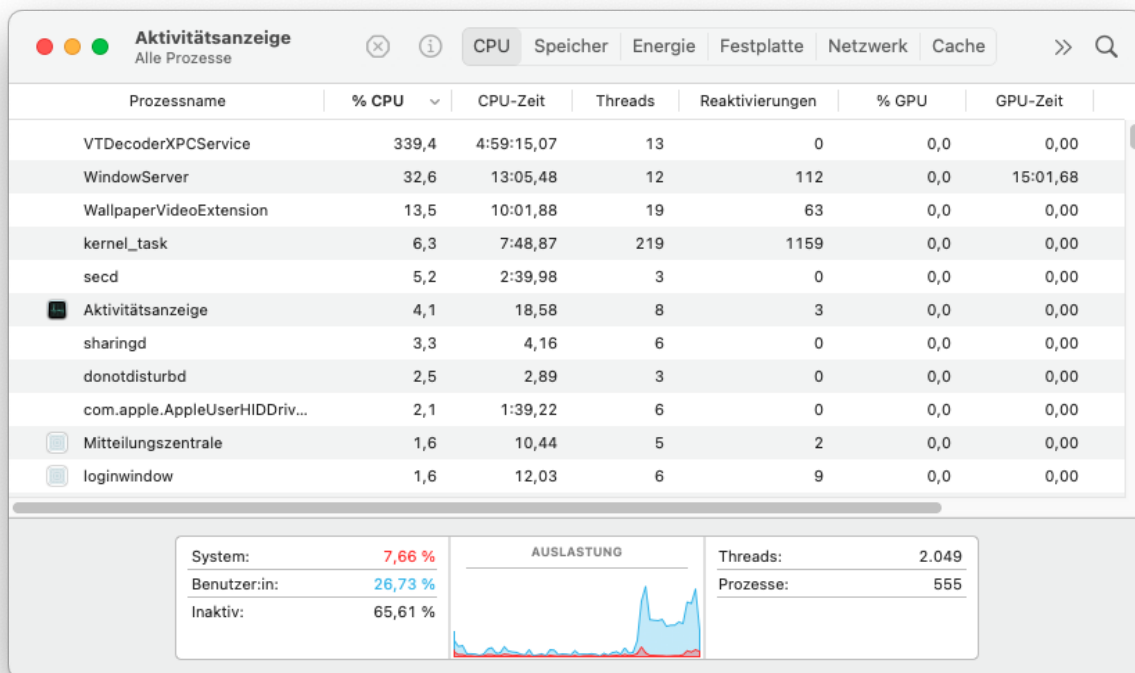 Aktivitätsanzeige
Alle Prozesse
CPU Speicher Energie Festplatte Netzwerk Cache
Prozessname % CPU CPU-Zeit Threads Reaktivierungen % GPU GPU-Zeit
VTDecoderXPCService 339,4 4:59:15,07 13 0 0,0 0,00
WindowServer 32,6 13:05,48 12 112 0,0 15:01,68
WallpaperVideoExtension 13,5 10:01,88 19 63 0,0 0,00
kernel_task 6,3 7:48,87 219 1159 0,0 0,00
secd 5,2 2:39,98 3 0 0,0 0,00
Aktivitätsanzeige 4,1 18,58 8 3 0,0 0,00
sharingd 3,3 4,16 6 0 0,0 0,00
donotdisturbd 2,5 2,89 3 0 0,0 0,00
com.apple.AppleUserHIDDriv... 2,1 1:39,22 6 0 0,0 0,00
Mitteilungszentrale 1,6 10,44 5 2 0,0 0,00
loginwindow 1,6 12,03 6 9 0,0 0,00
System: 7,66 %
Benutzer:in: 26,73 %
Inaktiv: 65,61 %
AUSLASTUNG
Threads: 2.049
Prozesse: 555